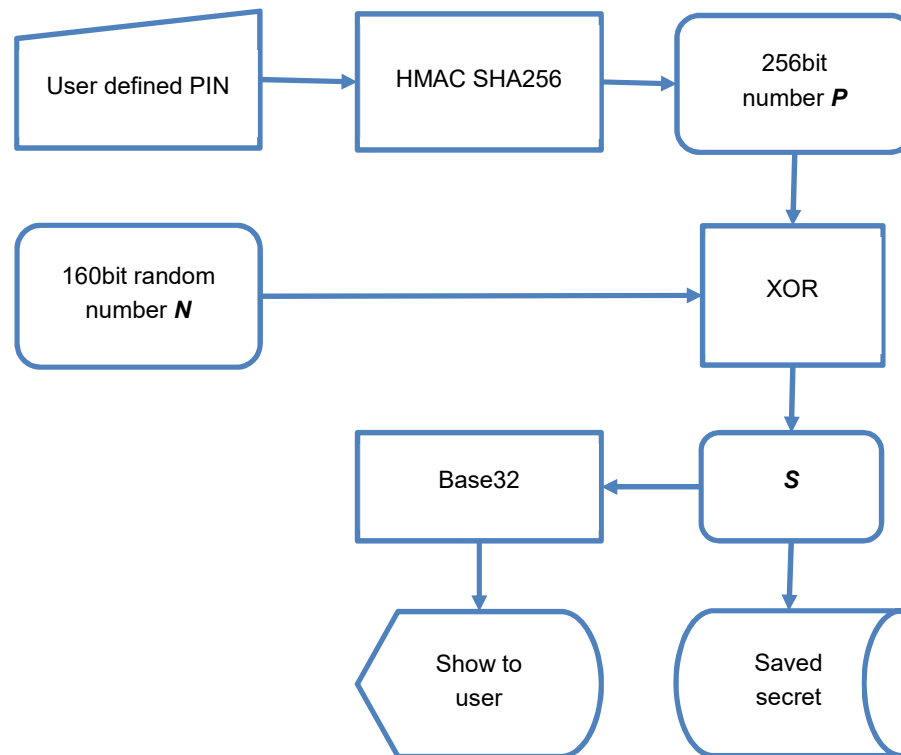 User defined PIN
HMAC SHA256
256bit
number P
160bit random
number N
XOR
Base32
S
Show to
user
Saved
secret